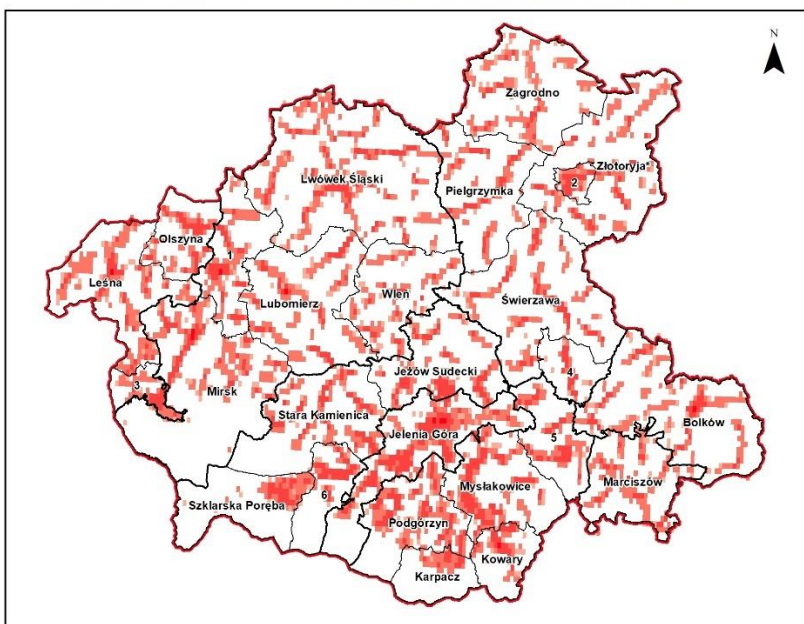 N
Zagrodno
Złotoryja*
2
Lwówek Śląski
Pielgrzymka
Olszyna
1
Leśna
Lubomierz
Wleń
Świerzawa
3
Mirsk
Jeżów Sudecki
4
Stara Kamienica
Bolków
Jelenia Góra
5
Marciszów
Mysłakowice
6
Szklarska Poręba
Podgórzyn
Kowary
Karpacz